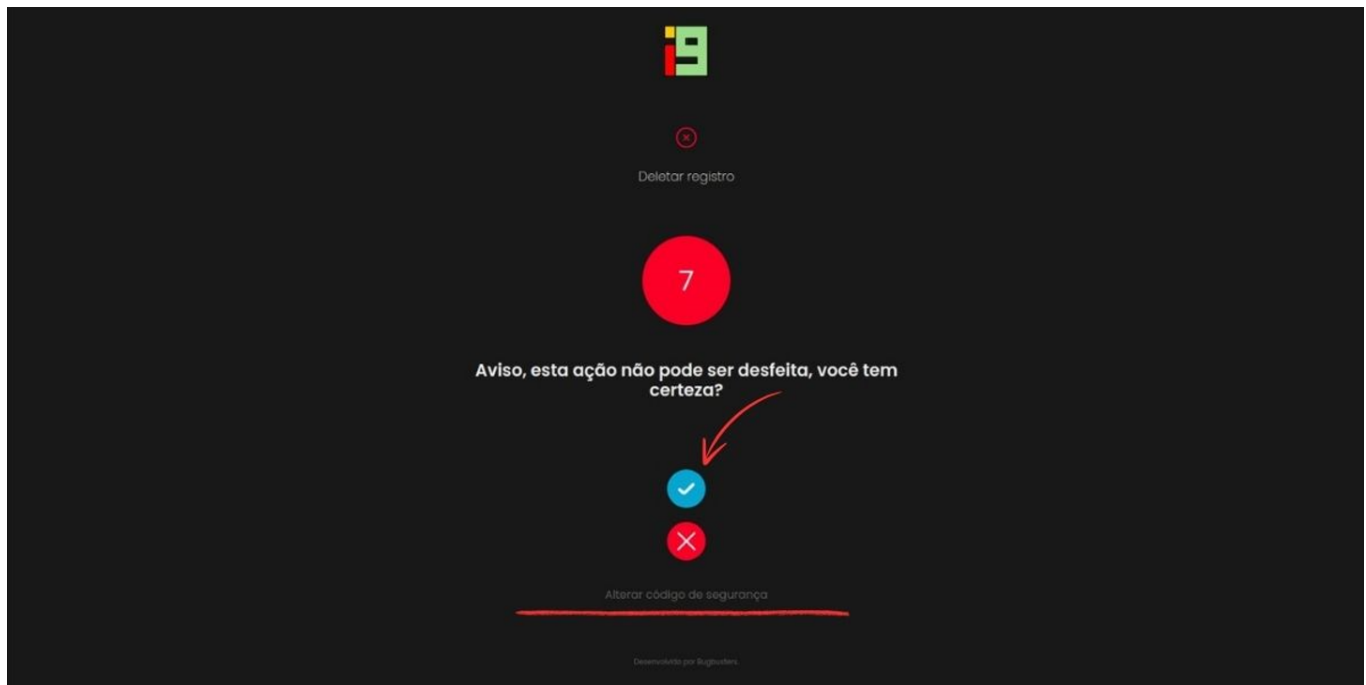 i9
Deletar registro
7
Aviso, esta ação não pode ser desfeita, você tem
certeza?
Alterar código de segurança
Desenvolvido por Bugbusters.